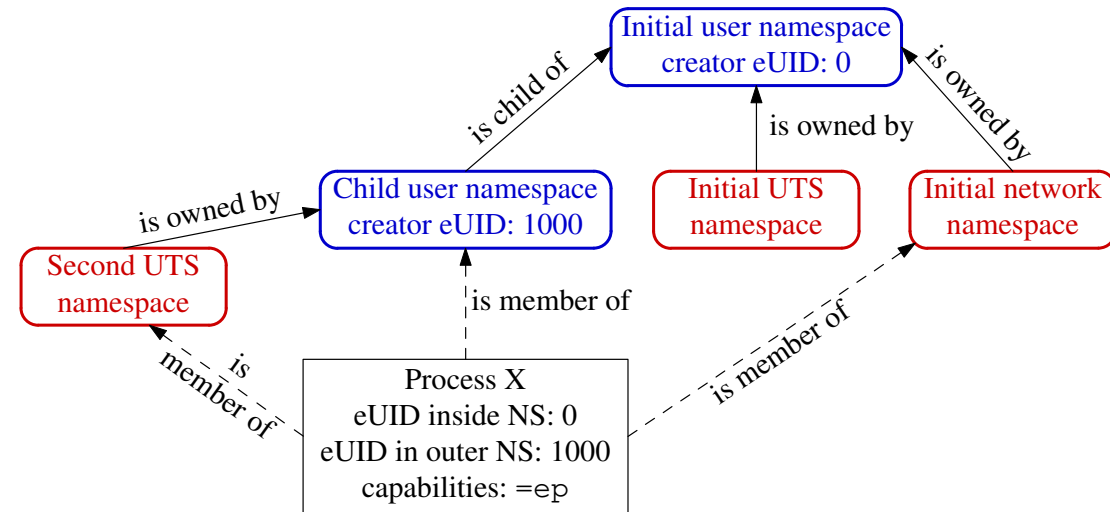 Initial user namespace
creator eUID: 0
is child of
is owned by
is owned by
Child user namespace
creator eUID: 1000
Initial UTS
namespace
Initial network
namespace
is owned by
Second UTS
namespace
is member of
is
member of
is member of
Process X
eUID inside NS: 0
eUID in outer NS: 1000
capabilities: =ep